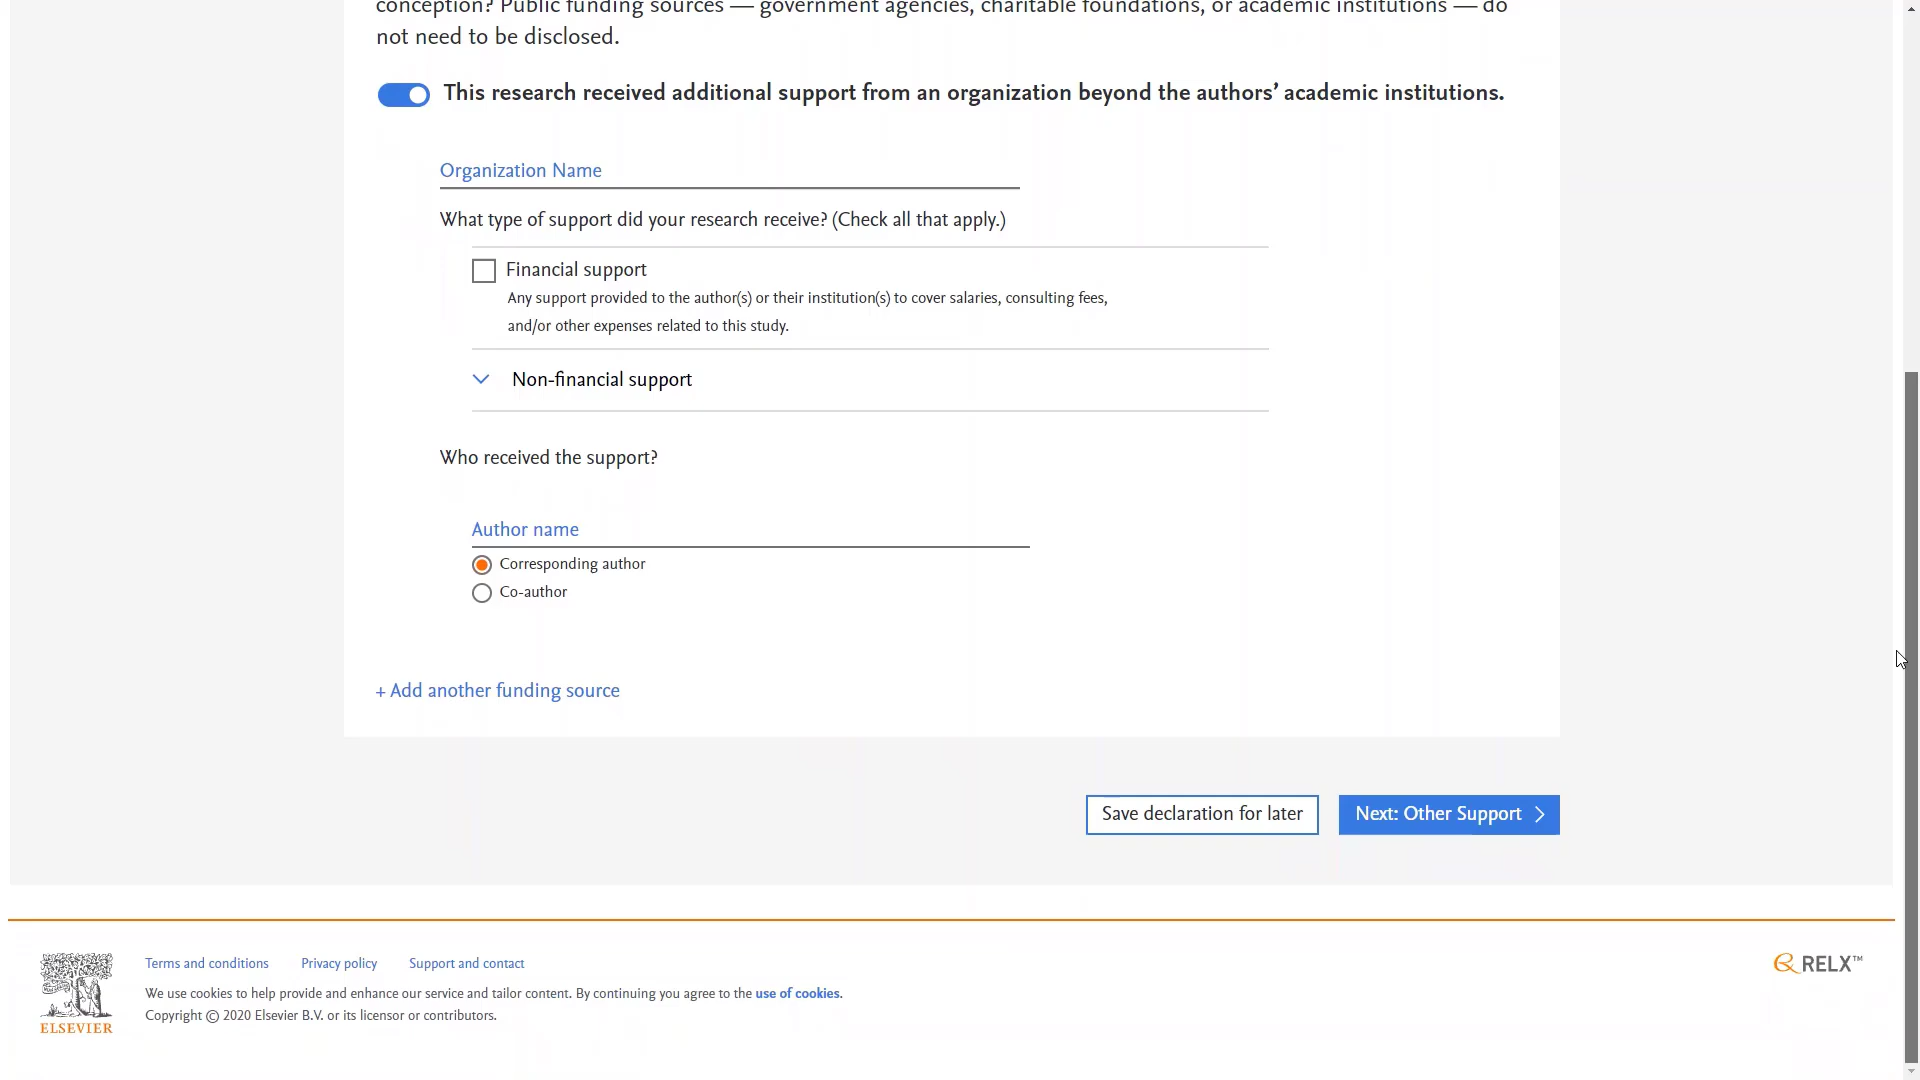 conception? Public funding sources — government agencies, charitable foundations, or academic institutions — do
not need to be disclosed.
This research received additional support from an organization beyond the authors’ academic institutions.
Organization Name
What type of support did your research receive? (Check all that apply.)
Financial support
Any support provided to the author(s) or their institution(s) to cover salaries, consulting fees,
and/or other expenses related to this study.
Non-financial support
Who received the support?
Author name
Corresponding author
Co-author
+ Add another funding source
Save declaration for later
Next: Other Support
Terms and conditions Privacy policy Support and contact
RELX™
We use cookies to help provide and enhance our service and tailor content. By continuing you agree to the use of cookies.
Copyright © 2020 Elsevier B.V. or its licensor or contributors.
ELSEVIER